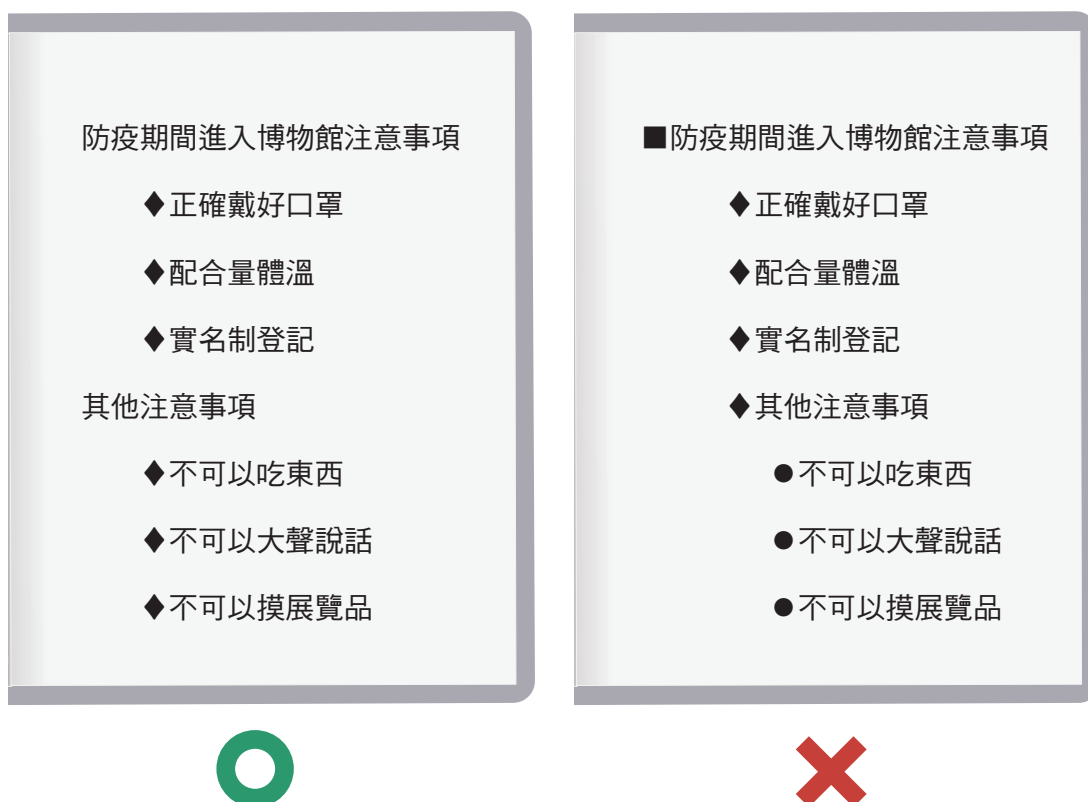 防疫期間進入博物館注意事項
♦正確戴好口罩
♦配合量體溫
♦實名制登記
其他注意事項
♦不可以吃東西
♦不可以大聲說話
♦不可以摸展覽品
■防疫期間進入博物館注意事項
♦正確戴好口罩
♦配合量體溫
♦實名制登記
♦其他注意事項
●不可以吃東西
●不可以大聲說話
●不可以摸展覽品